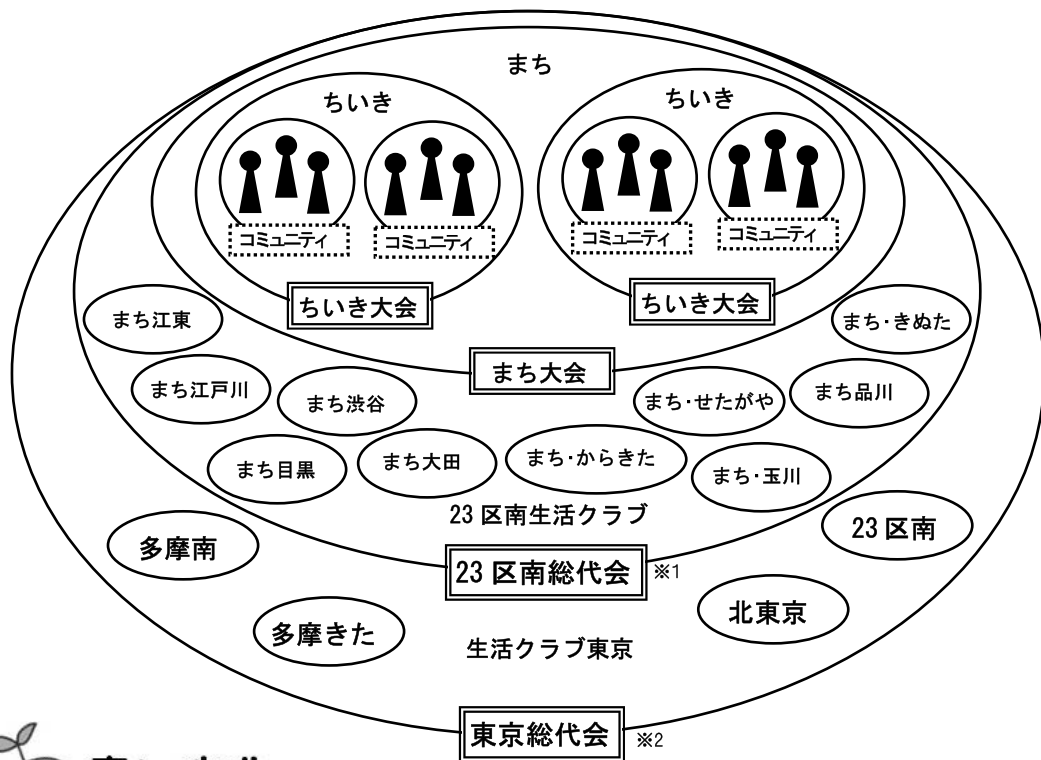 まち
ちいき
ちいき
コミュニティ
コミュニティ
コミュニティ
コミュニティ
ちいき大会
ちいき大会
まち江東
まち・きぬた
まち大会
まち江戸川
まち渋谷
まち・せたがや
まち品川
まち目黒
まち大田
まち・からきた
まち・玉川
23区南生活クラブ
多摩南
23区南
23区南総代会 ※1
北東京
多摩きた
生活クラブ東京
東京総代会 ※2